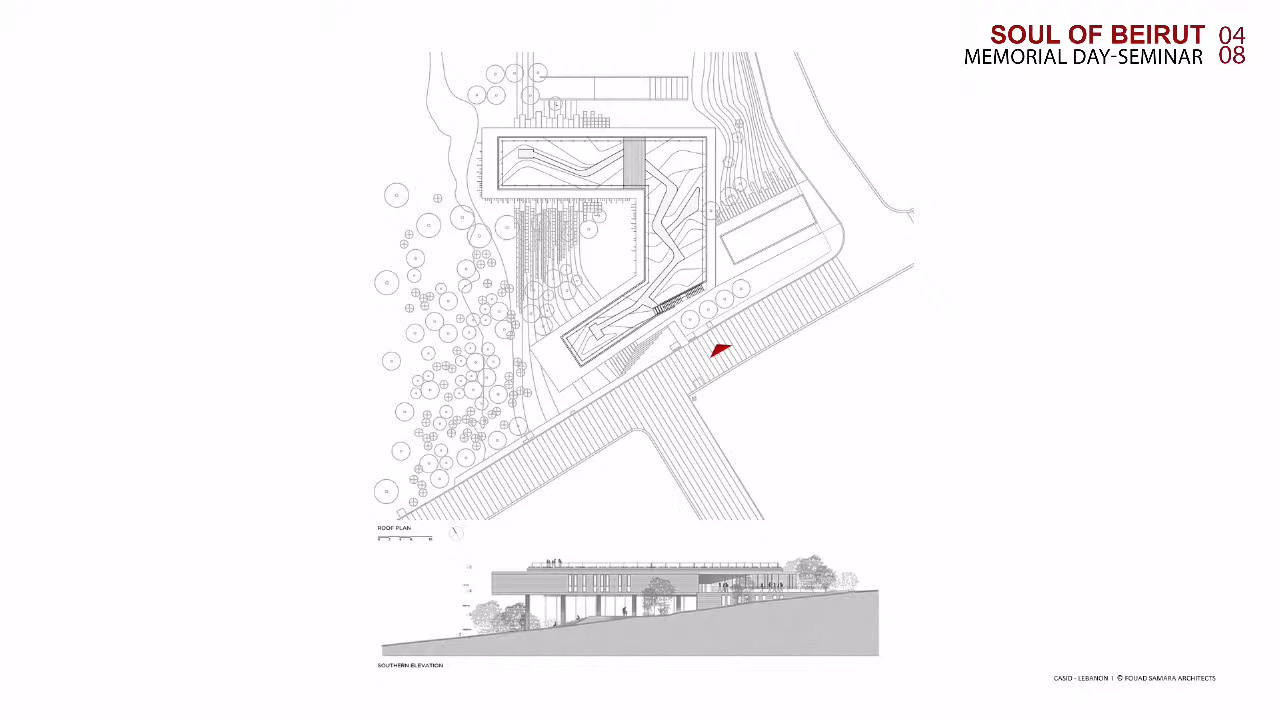 SOUL OF BEIRUT
MEMORIAL DAY-SEMINAR
04
08
ROOF PLAN
SOUTHERN ELEVATION
CASID - LEBANON I © FOUAD SAMARA ARCHITECTS